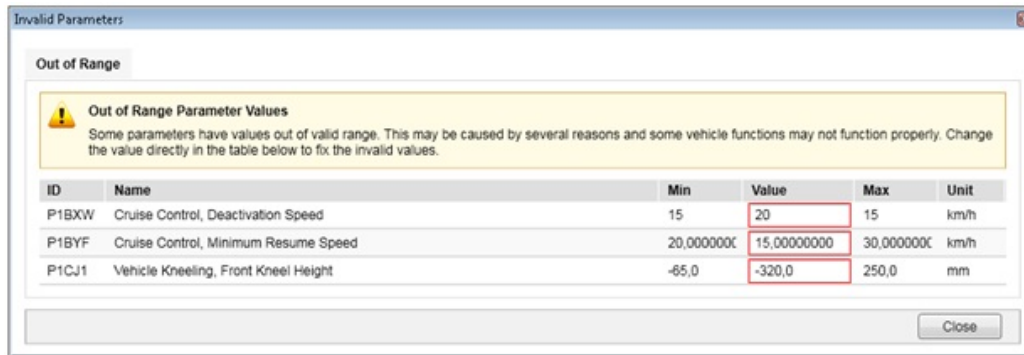 Invalid Parameters
Out of Range
Out of Range Parameter Values
Some parameters have values out of valid range. This may be caused by several reasons and some vehicle functions may not function properly. Change
the value directly in the table below to fix the invalid values.
ID Name Min Value Max Unit
P1BXW Cruise Control, Deactivation Speed 15 20 15 km/h
P1BYF Cruise Control, Minimum Resume Speed 20,0000000 15,00000000 30,0000000 km/h
P1CJ1 Vehicle Kneeling, Front Kneel Height -65,0 -320,0 250,0 mm
Close